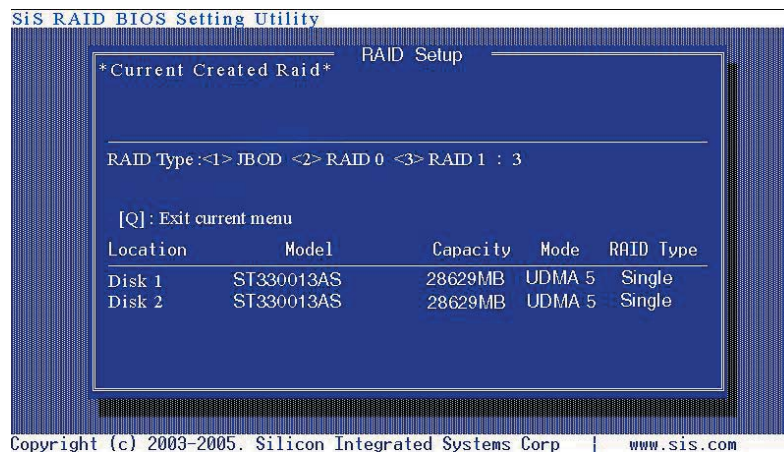 SiS RAID BIOS Setting Utility
RAID Setup
*Current Created Raid*
RAID Type :<1> JBOD <2> RAID 0 <3> RAID 1 : 3
[Q] : Exit current menu
Location Model Capacity Mode RAID Type
Disk 1 ST330013AS 28629MB UDMA 5 Single
Disk 2 ST330013AS 28629MB UDMA 5 Single
Copyright (c) 2003-2005. Silicon Integrated Systems Corp | www.sis.com